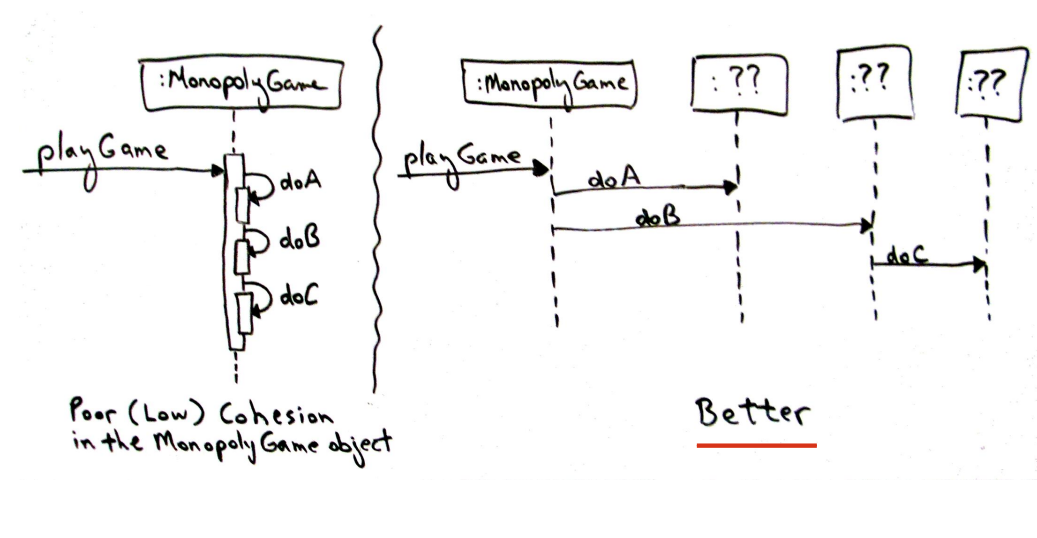 :MonopolyGame
playGame
doA
doB
doC
Poor (Low) Cohesion
in the MonopolyGame object
:MonopolyGame
: ??
:??
:??
playGame
doA
doB
doC
Better